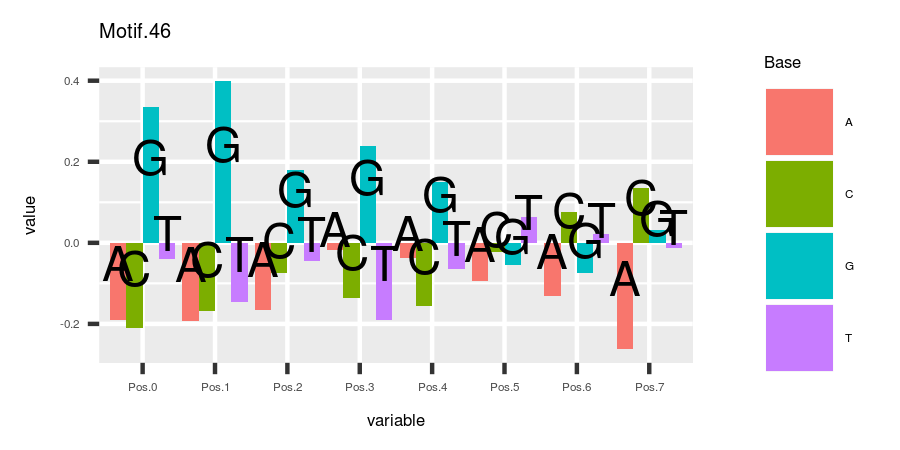 Motif.46
value
0.4
0.2
0.0
-0.2
A C G T A C G T A C G T A C G T A C G T A C G T A C G T A C G T
Pos.0 Pos.1 Pos.2 Pos.3 Pos.4 Pos.5 Pos.6 Pos.7
variable
Base
A
C
G
T